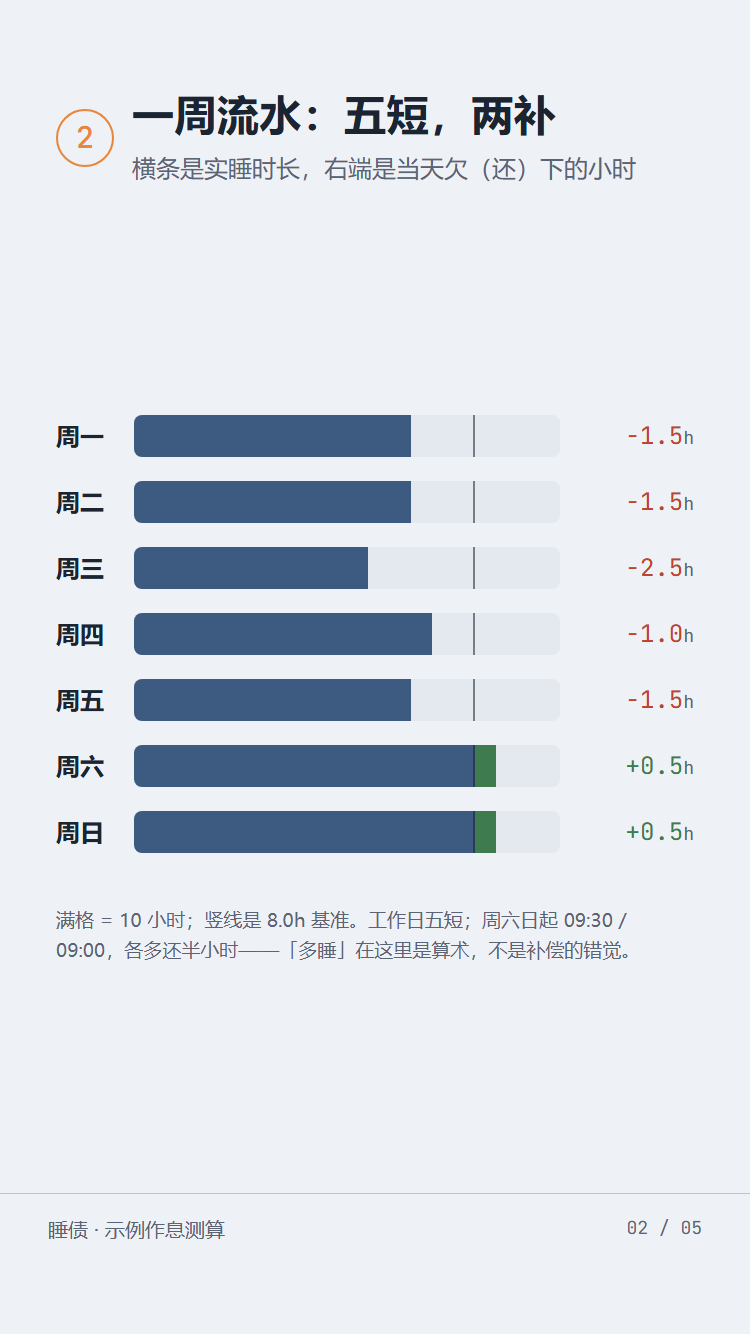 2
一周流水：五短，两补
横条是实睡时长，右端是当天欠（还）下的小时
周一 -1.5h
周二 -1.5h
周三 -2.5h
周四 -1.0h
周五 -1.5h
周六 +0.5h
周日 +0.5h
满格 = 10 小时；竖线是 8.0h 基准。工作日五短；周六日起 09:30 /
09:00，各多还半小时——「多睡」在这里是算术，不是补偿的错觉。
睡债 · 示例作息测算
02 / 05